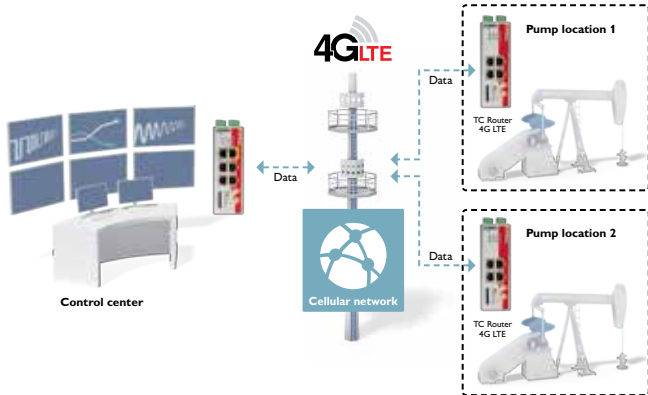 4G LTE
Pump location 1
Data
TC Router
4G LTE
Data
Pump location 2
Data
Cellular network
TC Router
4G LTE
Control center